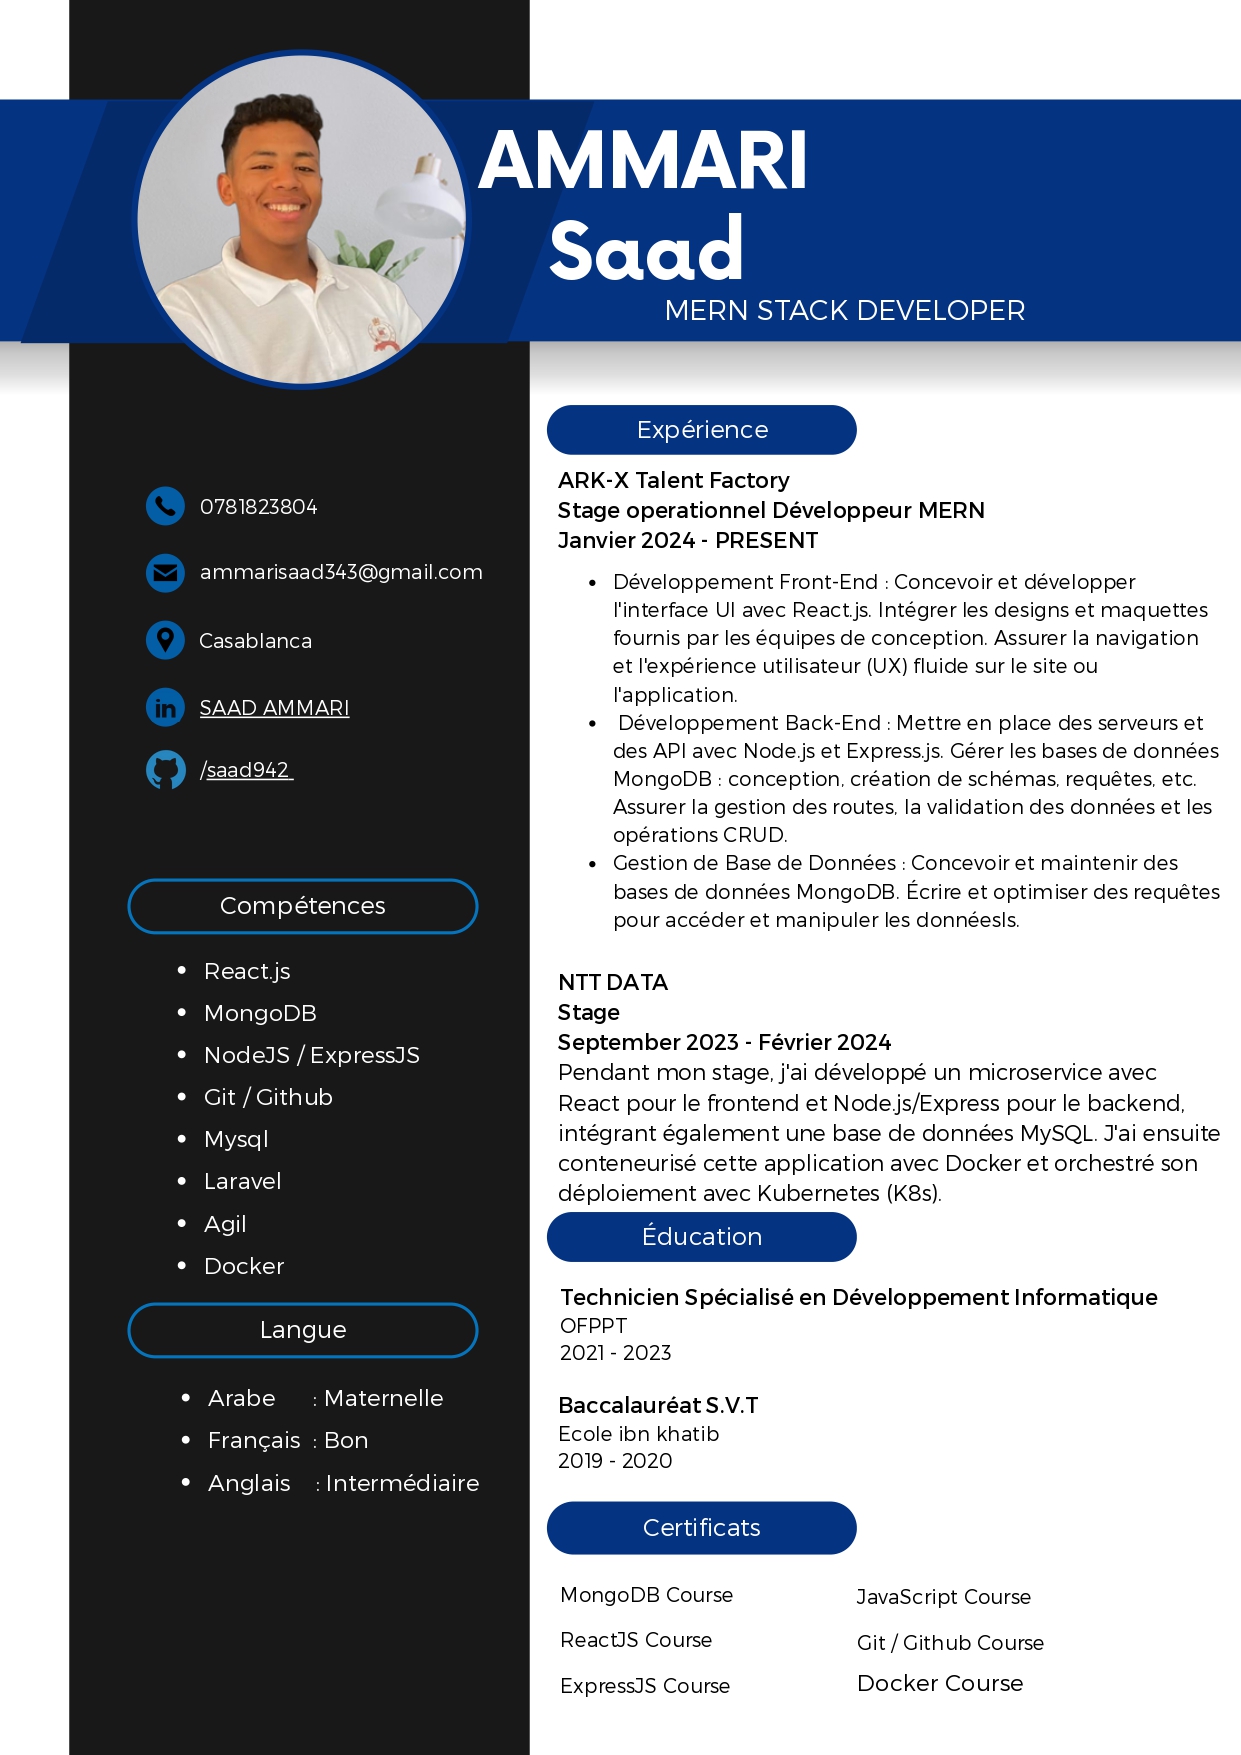 AMMARI
Saad
MERN STACK DEVELOPER
0781823804
ammarisaad343@gmail.com
Casablanca
SAAD AMMARI
/saad942
Compétences
• React.js
• MongoDB
• NodeJS / ExpressJS
• Git / Github
• Mysql
• Laravel
• Agil
• Docker
Langue
• Arabe : Maternelle
• Français : Bon
• Anglais : Intermédiaire
Expérience
ARK-X Talent Factory
Stage operationnel Développeur MERN
Janvier 2024 - PRESENT
• Développement Front-End : Concevoir et développer
l'interface UI avec React.js. Intégrer les designs et maquettes
fournis par les équipes de conception. Assurer la navigation
et l'expérience utilisateur (UX) fluide sur le site ou
l'application.
• Développement Back-End : Mettre en place des serveurs et
des API avec Node.js et Express.js. Gérer les bases de données
MongoDB : conception, création de schémas, requêtes, etc.
Assurer la gestion des routes, la validation des données et les
opérations CRUD.
• Gestion de Base de Données : Concevoir et maintenir des
bases de données MongoDB. Écrire et optimiser des requêtes
pour accéder et manipuler les donnéesls.
NTT DATA
Stage
September 2023 - Février 2024
Pendant mon stage, j'ai développé un microservice avec
React pour le frontend et Node.js/Express pour le backend,
intégrant également une base de données MySQL. J'ai ensuite
conteneurisé cette application avec Docker et orchestré son
déploiement avec Kubernetes (K8s).
Éducation
Technicien Spécialisé en Développement Informatique
OFPPT
2021 - 2023
Baccalauréat S.V.T
Ecole ibn khatib
2019 - 2020
Certificats
MongoDB Course
ReactJS Course
ExpressJS Course
JavaScript Course
Git / Github Course
Docker Course